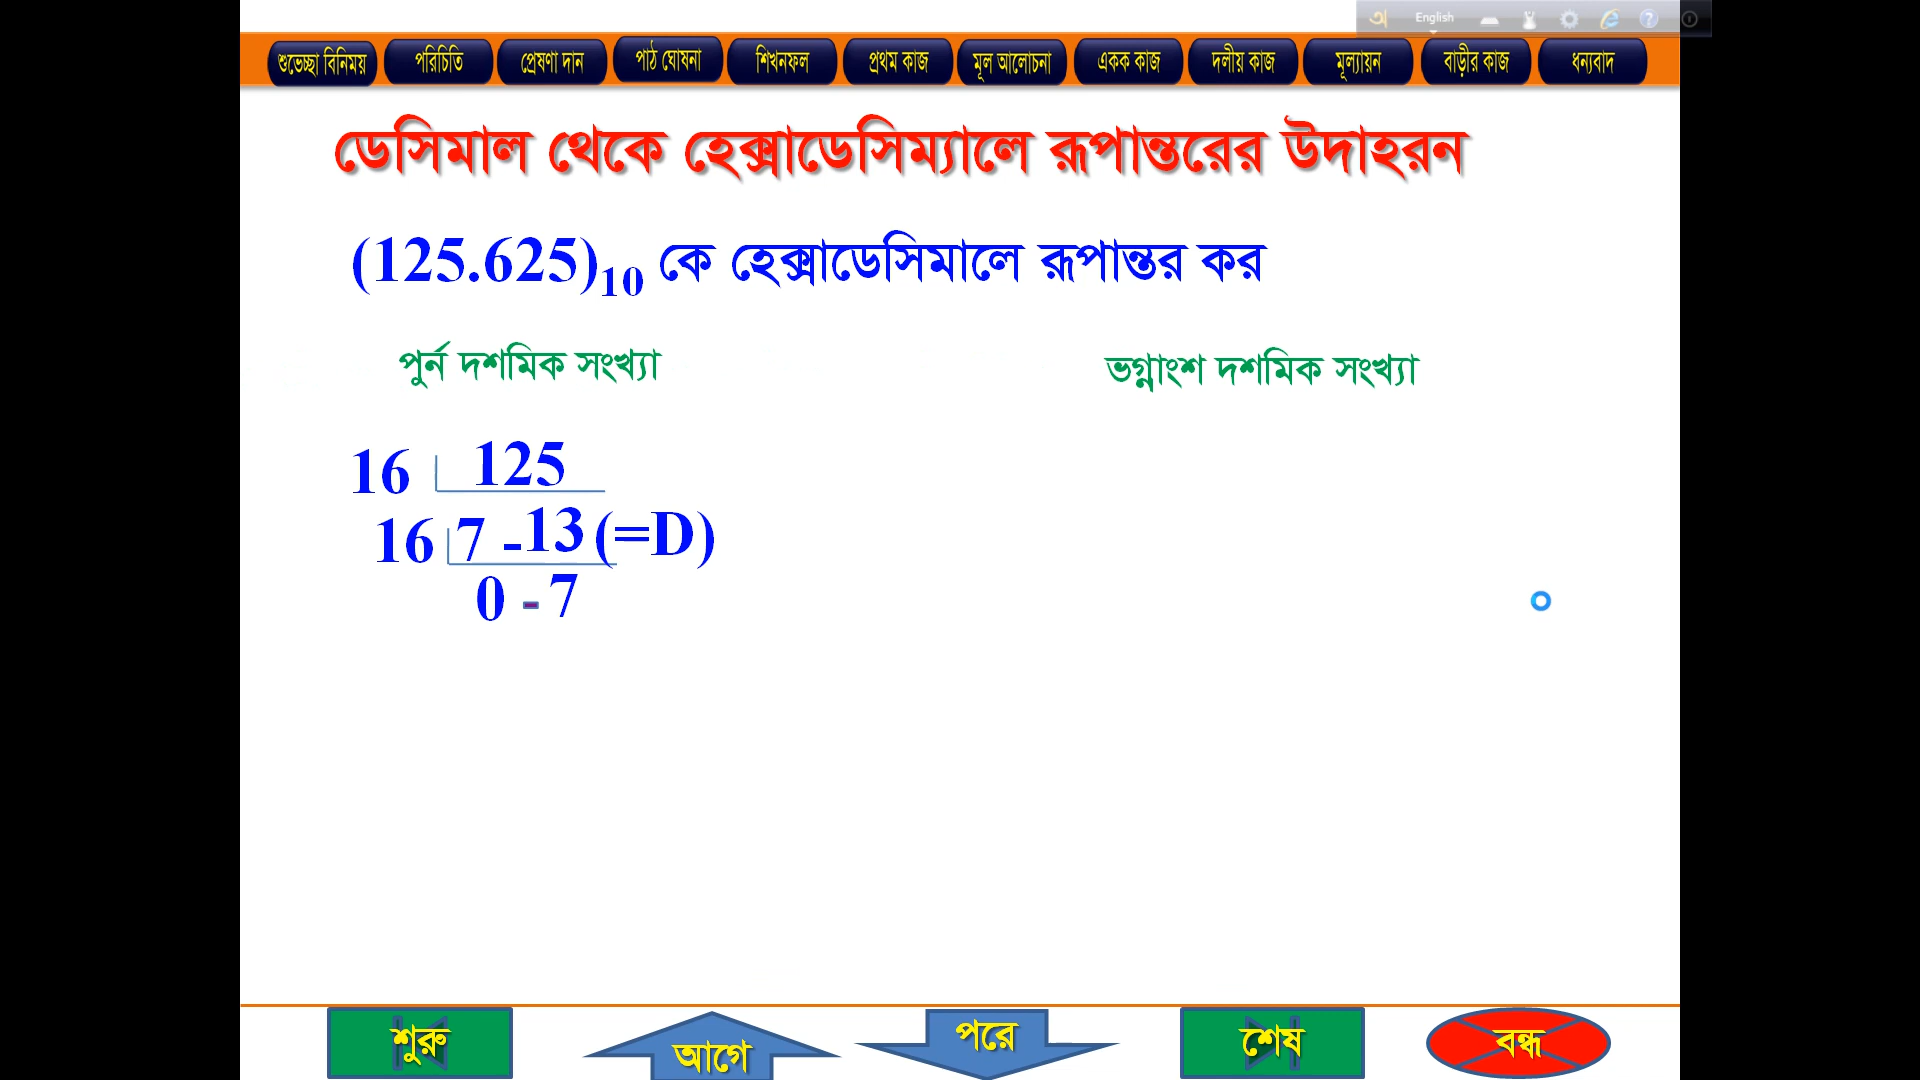 অ English
শুভেচ্ছা বিনিময় পরিচিতি প্রেষণা দান পাঠ ঘোষনা শিখনফল প্রথম কাজ মূল আলোচনা একক কাজ দলীয় কাজ মূল্যায়ন বাড়ীর কাজ ধন্যবাদ
ডেসিমাল থেকে হেক্সাডেসিম্যালে রূপান্তরের উদাহরন
(125.625)10 কে হেক্সাডেসিমালে রূপান্তর কর
পুর্ন দশমিক সংখ্যা ভগ্নাংশ দশমিক সংখ্যা
16 125
16 7 -13 (=D)
0 - 7
শুরু আগে পরে শেষ বন্ধ